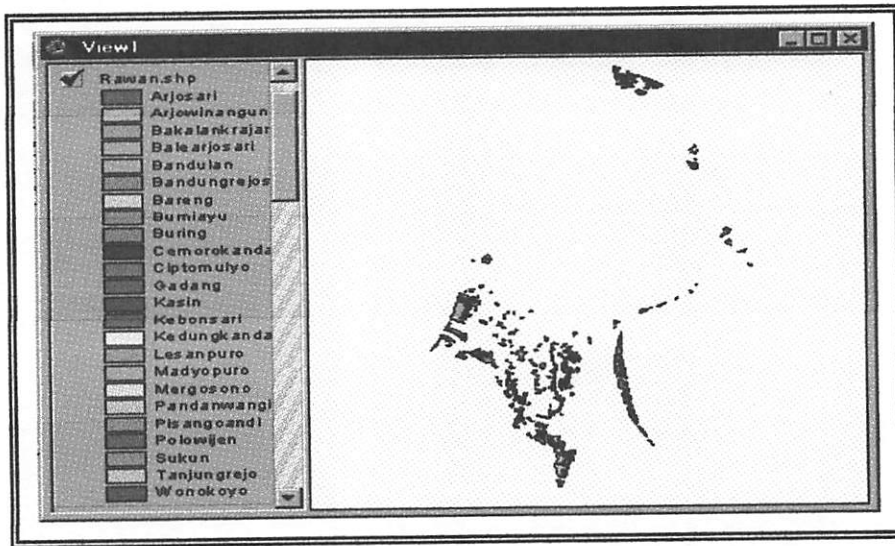 View1
Rawan.shp
Arjosari
Arjowinangun
Bakalankrajan
Balearjosari
Bandulan
Bandungrejos
Bareng
Bumiayu
Buring
Cemorokanda
Ciptomulyo
Gadang
Kasin
Kebonsari
Kedungkanda
Lesanpuro
Madyopuro
Mergosono
Pandanwangi
Pisangcandi
Polowijen
Sukun
Tanjungrejo
Wonokoyo